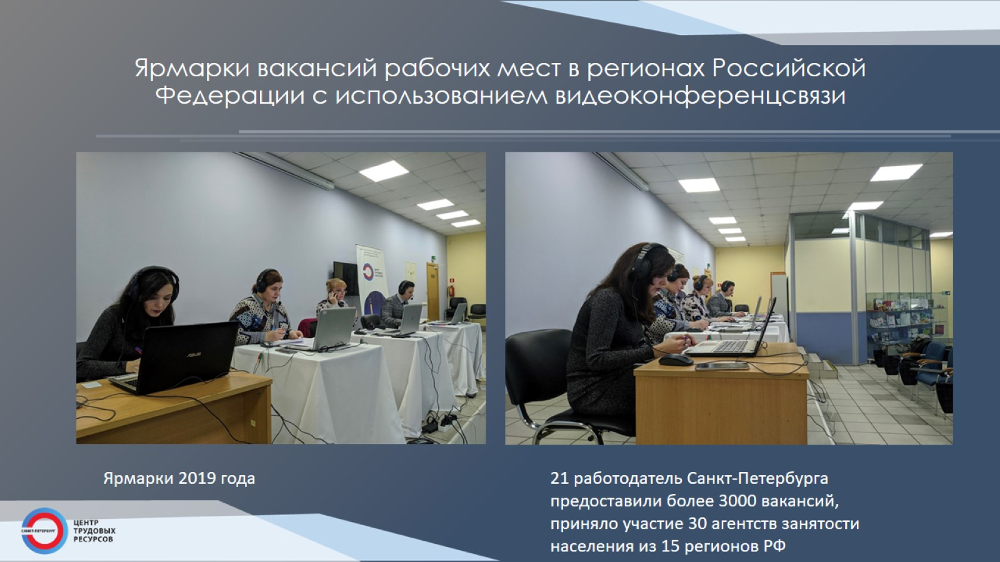 Ярмарки вакансий рабочих мест в регионах Российской
Федерации с использованием видеоконференцсвязи
ASUS
Ярмарки 2019 года
21 работодатель Санкт-Петербурга
предоставили более 3000 вакансий,
приняло участие 30 агентств занятости
населения из 15 регионов РФ
САНКТ-ПЕТЕРБУРГ
ЦЕНТР
ТРУДОВЫХ
РЕСУРСОВ